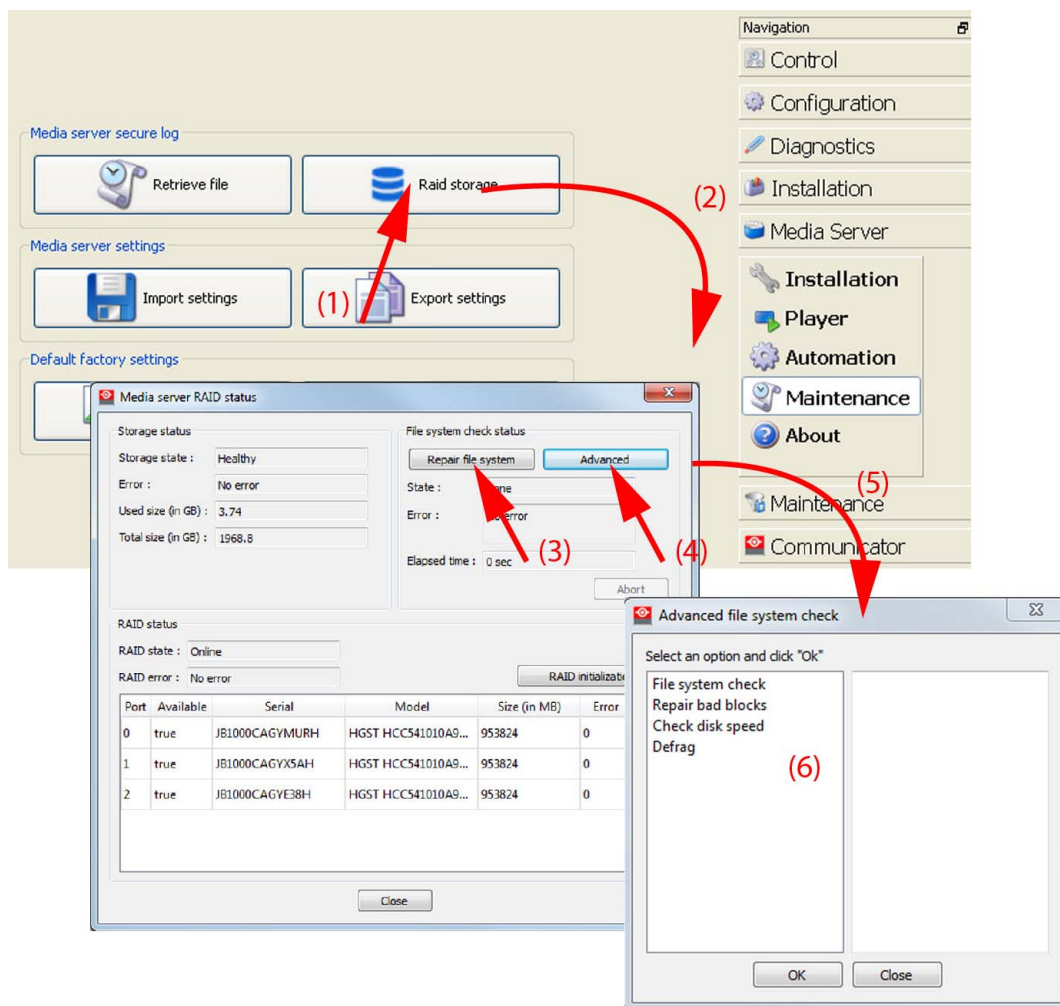 Navigation
Control
Configuration
Diagnostics
Installation
Media Server
Installation
Player
Automation
Maintenance
About
Maintenance
Communicator
Media server secure log
Retrieve file
Raid storage
(2)
Media server settings
Import settings
(1)
Export settings
Default factory settings
Media server RAID status
Storage status
Storage state : Healthy
Error : No error
Used size (in GB) : 3.74
Total size (in GB) : 1968.8
File system check status
Repair file system
Advanced
State :
Error : error
(3)
(4)
(5)
Elapsed time : 0 sec
Abort
RAID status
RAID state : Online
RAID error : No error
RAID
Port Available Serial Model Size (in MB) Error
0 true JB1000CAGYMURH HGST HCC541010A9... 953824 0
1 true JB1000CAGYX5AH HGST HCC541010A9... 953824 0
2 true JB1000CAGYE38H HGST HCC541010A9... 953824 0
Close
Advanced file system check
Select an option and click "Ok"
File system check
Repair bad blocks
Check disk speed
Defrag
(6)
OK
Close